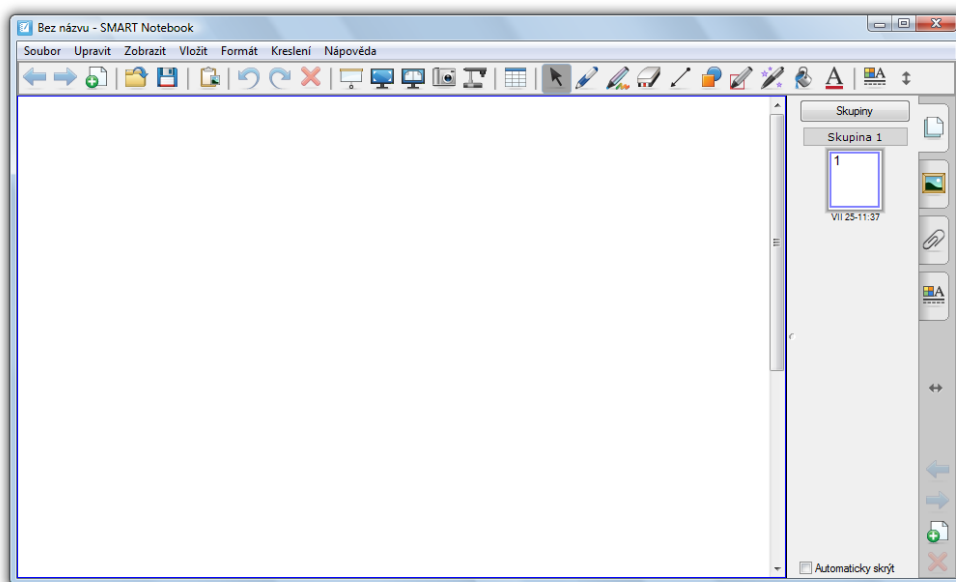 Bez názvu - SMART Notebook
Soubor Upravit Zobrazit Vložit Formát Kreslení Nápověda
Skupiny
Skupina 1
1
VII 25-11:37
Automaticky skrýt